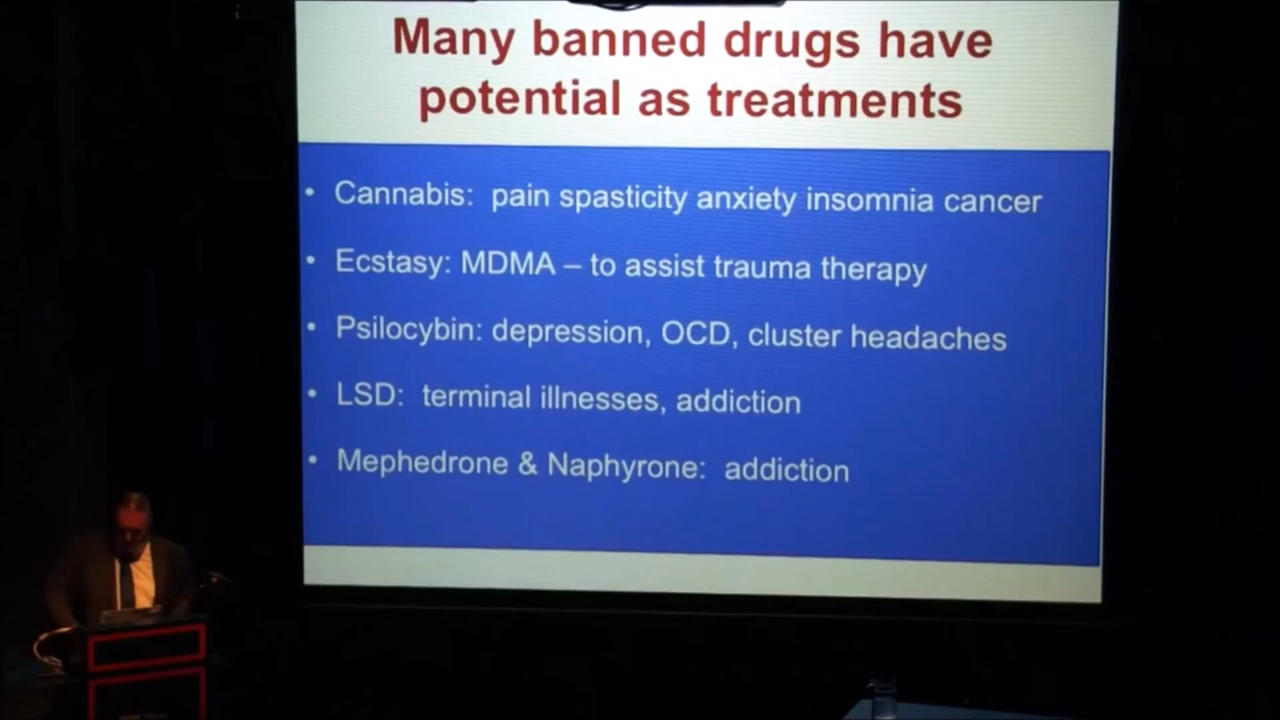 Many banned drugs have
potential as treatments
• Cannabis: pain spasticity anxiety insomnia cancer
• Ecstasy: MDMA – to assist trauma therapy
• Psilocybin: depression, OCD, cluster headaches
• LSD: terminal illnesses, addiction
• Mephedrone & Naphyrone: addiction